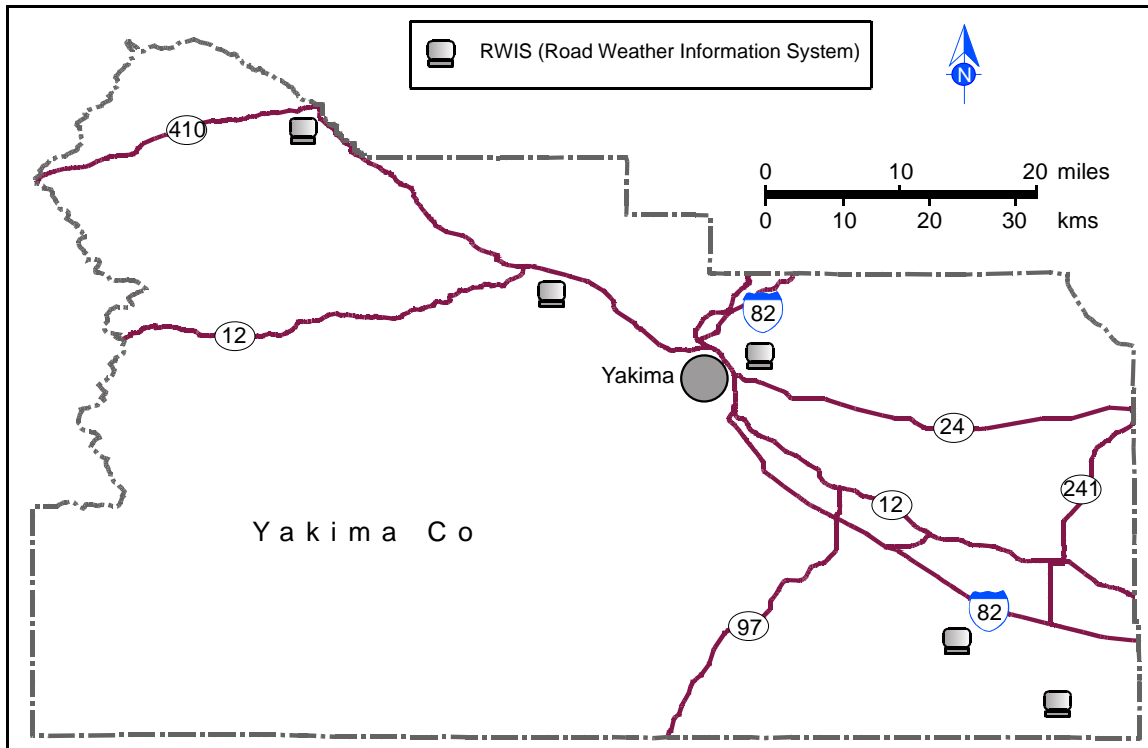 RWIS (Road Weather Information System)
N
410
0 10 20 miles
0 10 20 30 kms
82
12
Yakima
24
241
12
Yakima Co
82
97